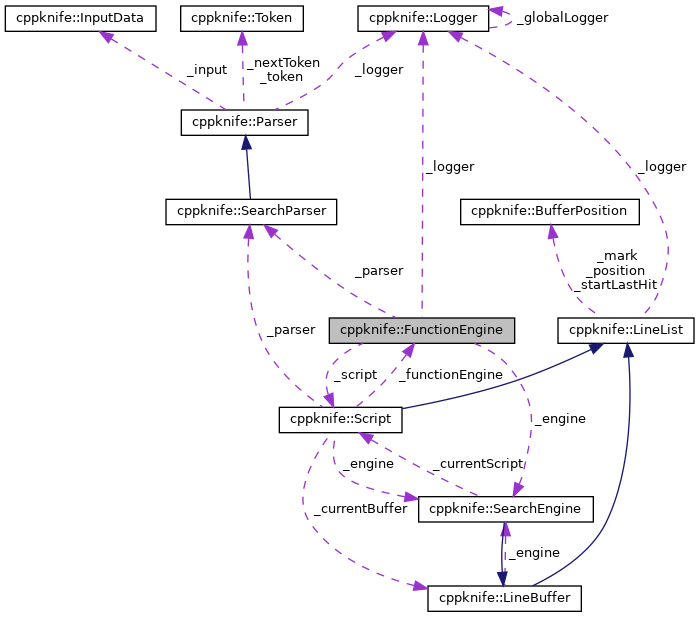 cppknife::InputData
cppknife::Token
cppknife::Logger
_globalLogger
_input
_nextToken
_token
_logger
cppknife::Parser
_logger
_logger
cppknife::SearchParser
cppknife::BufferPosition
_mark
_position
_startLastHit
_parser
_parser
cppknife::FunctionEngine
cppknife::LineList
_script
_functionEngine
cppknife::Script
_engine
_engine
_currentScript
_currentBuffer
cppknife::SearchEngine
_engine
cppknife::LineBuffer